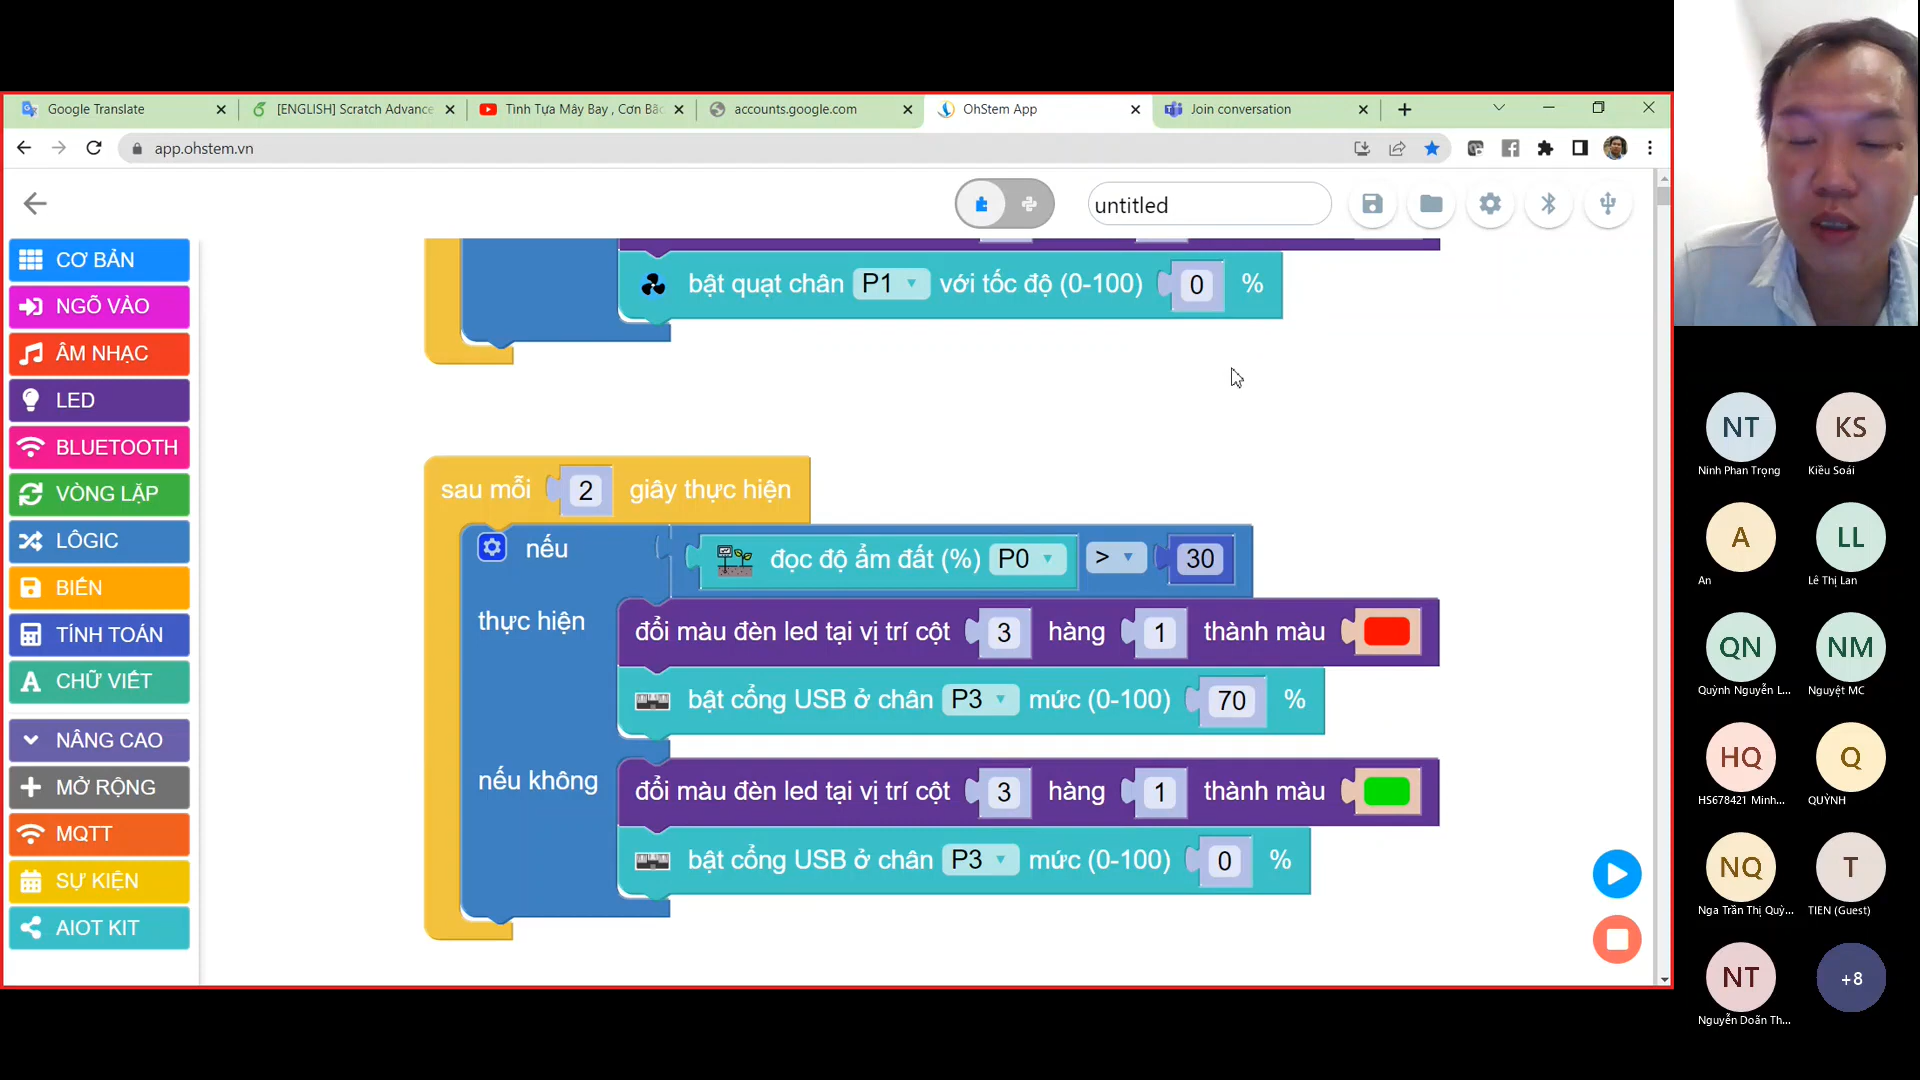 Google Translate
[ENGLISH] Scratch Advance
Tình Tựa Mây Bay , Cơn Bão
accounts.google.com
OhStem App
Join conversation
app.ohstem.vn
untitled
CƠ BẢN
NGÕ VÀO
ÂM NHẠC
LED
BLUETOOTH
VÒNG LẶP
LÔGIC
BIẾN
TÍNH TOÁN
CHỮ VIẾT
NÂNG CAO
MỞ RỘNG
MQTT
SỰ KIỆN
AIOT KIT
bật quạt chân P1 với tốc độ (0-100) 0 %
sau mỗi 2 giây thực hiện
nếu đọc độ ẩm đất (%) P0 > 30
thực hiện đổi màu đèn led tại vị trí cột 3 hàng 1 thành màu
bật cổng USB ở chân P3 mức (0-100) 70 %
nếu không đổi màu đèn led tại vị trí cột 3 hàng 1 thành màu
bật cổng USB ở chân P3 mức (0-100) 0 %
NT KS
Ninh Phan Trọng Kiều Soái
A LL
An Lê Thị Lan
QN NM
Quỳnh Nguyễn L... Nguyệt MC
HQ Q
HS678421 Minh... QUỲNH
NQ T
Nga Trần Thị Quỳ... TIEN (Guest)
NT +8
Nguyễn Doãn Th...